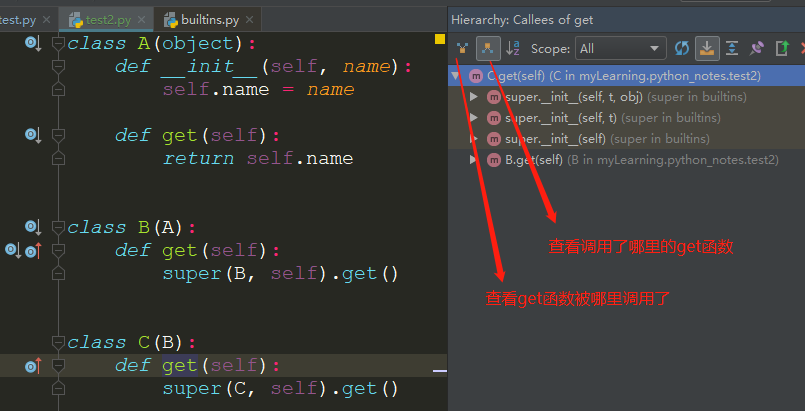 test.py
test2.py
builtins.py
class A(object):
def __init__(self, name):
self.name = name
def get(self):
return self.name
class B(A):
def get(self):
super(B, self).get()
class C(B):
def get(self):
super(C, self).get()
Hierarchy: Callees of get
Scope: All
C.get(self) (C in myLearning.python_notes.test2)
super.__init__(self, t, obj) (super in builtins)
super.__init__(self, t) (super in builtins)
super.__init__(self) (super in builtins)
B.get(self) (B in myLearning.python_notes.test2)
查看调用了哪里的get函数
查看get函数被哪里调用了